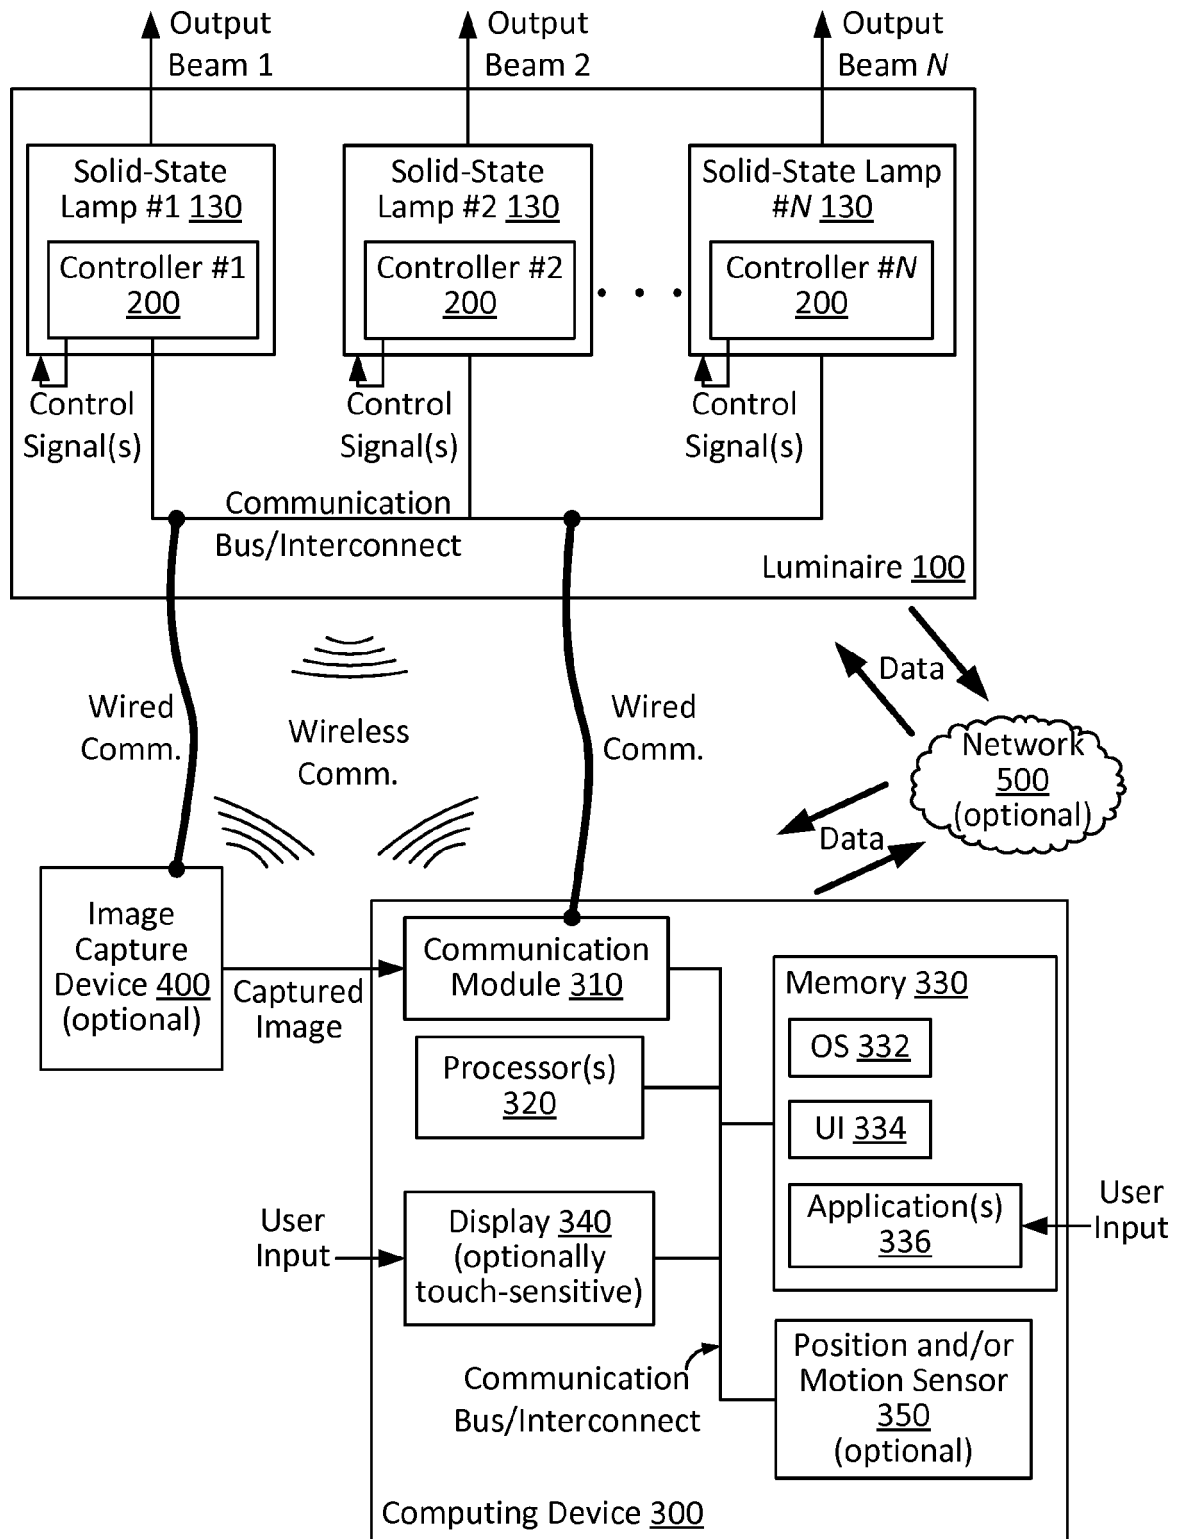 Output
Beam 1
Output
Beam 2
Output
Beam N
Solid-State
Lamp #1 130
Controller #1
200
Control
Signal(s)
Solid-State
Lamp #2 130
Controller #2
200
Control
Signal(s)
. . .
Solid-State Lamp
#N 130
Controller #N
200
Control
Signal(s)
Communication
Bus/Interconnect
Luminaire 100
Wired
Comm.
Wireless
Comm.
Wired
Comm.
Data
Network
500
(optional)
Data
Image
Capture
Device 400
(optional)
Captured
Image
Communication
Module 310
Processor(s)
320
User
Input
Display 340
(optionally
touch-sensitive)
Memory 330
OS 332
UI 334
Application(s)
336
User
Input
Communication
Bus/Interconnect
Position and/or
Motion Sensor
350
(optional)
Computing Device 300